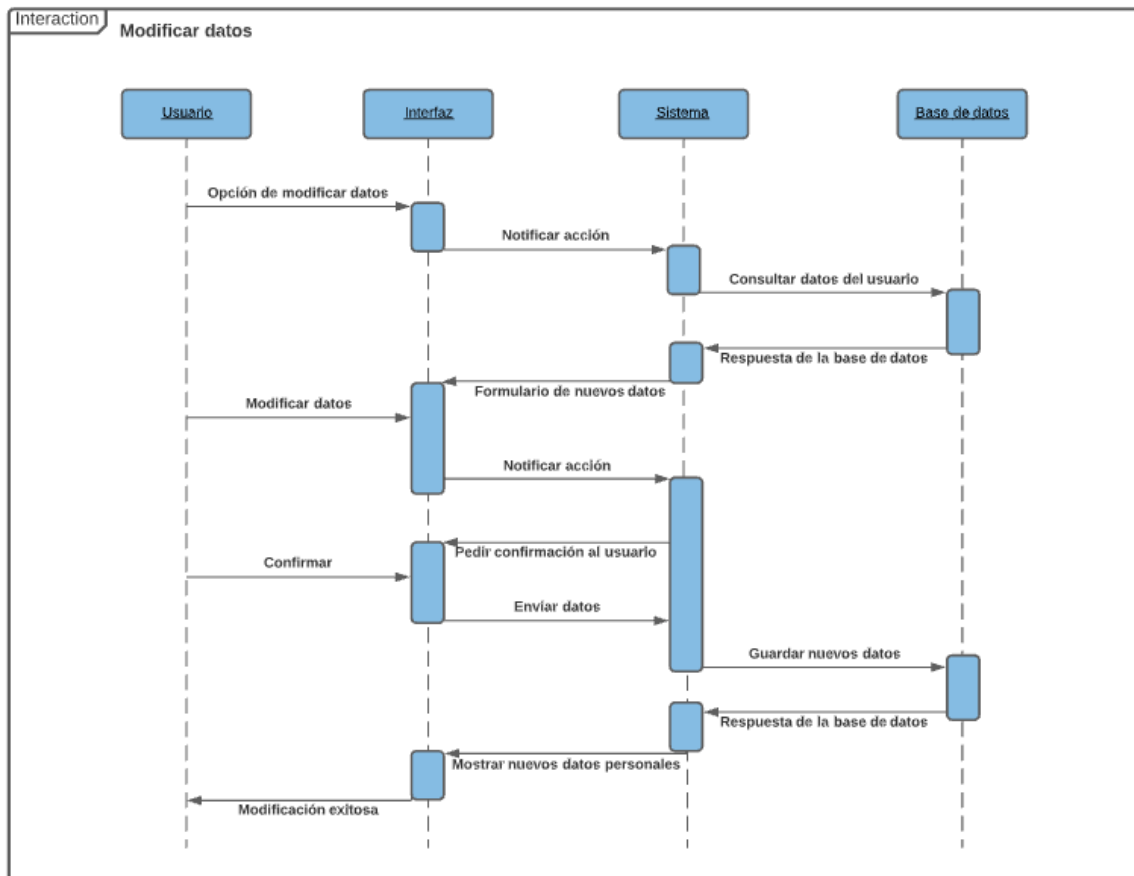 Interaction
Modificar datos
Usuario
Interfaz
Sistema
Base de datos
Opción de modificar datos
Notificar acción
Consultar datos del usuario
Respuesta de la base de datos
Formulario de nuevos datos
Modificar datos
Notificar acción
Pedir confirmación al usuario
Confirmar
Envíar datos
Guardar nuevos datos
Respuesta de la base de datos
Mostrar nuevos datos personales
Modificación exitosa